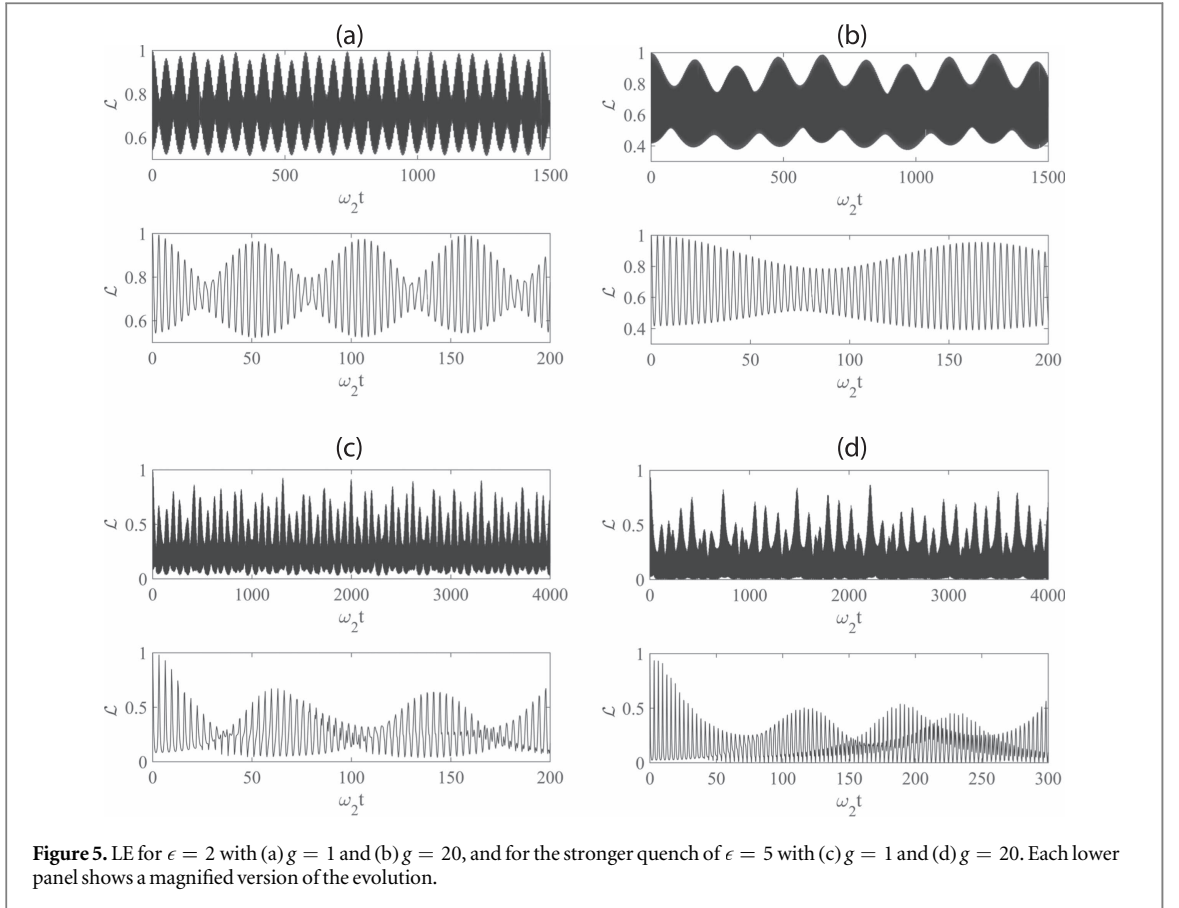 (a) (b)
1 1
0.8 0.8
ℒ ℒ
0.6
0.6 0.4
0 500 1000 1500 0 500 1000 1500
ω₂t ω₂t
1 1
0.8 0.8
ℒ ℒ
0.6
0.6 0.4
0 50 100 150 200 0 50 100 150 200
ω₂t ω₂t
(c) (d)
1 1
ℒ 0.5 ℒ 0.5
0 0
0 1000 2000 3000 4000 0 1000 2000 3000 4000
ω₂t ω₂t
1 1
ℒ 0.5 ℒ 0.5
0 0
0 50 100 150 200 0 50 100 150 200 250 300
ω₂t ω₂t
Figure 5. LE for ϵ = 2 with (a) g = 1 and (b) g = 20, and for the stronger quench of ϵ = 5 with (c) g = 1 and (d) g = 20. Each lower
panel shows a magnified version of the evolution.